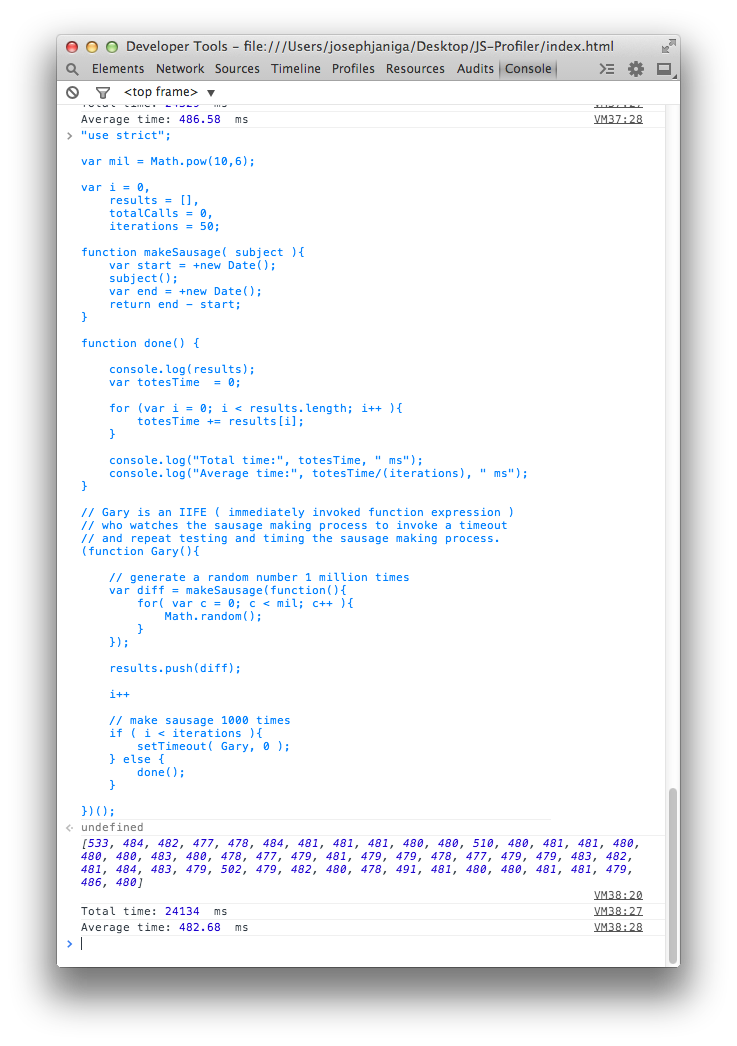 Developer Tools - file:///Users/josephjaniga/Desktop/JS-Profiler/index.html
Elements Network Sources Timeline Profiles Resources Audits Console
<top frame> ▼
Total time: 24329 ms VM37:27
Average time: 486.58 ms VM37:28
> "use strict";
var mil = Math.pow(10,6);
var i = 0,
results = [],
totalCalls = 0,
iterations = 50;
function makeSausage( subject ){
var start = +new Date();
subject();
var end = +new Date();
return end - start;
}
function done() {
console.log(results);
var totesTime  = 0;
for (var i = 0; i < results.length; i++ ){
totesTime += results[i];
}
console.log("Total time:", totesTime, " ms");
console.log("Average time:", totesTime/(iterations), " ms");
}
// Gary is an IIFE ( immediately invoked function expression )
// who watches the sausage making process to invoke a timeout
// and repeat testing and timing the sausage making process.
(function Gary(){
// generate a random number 1 million times
var diff = makeSausage(function(){
for( var c = 0; c < mil; c++ ){
Math.random();
}
});
results.push(diff);
i++
// make sausage 1000 times
if ( i < iterations ){
setTimeout( Gary, 0 );
} else {
done();
}
})();
undefined
[533, 484, 482, 477, 478, 484, 481, 481, 481, 480, 480, 510, 480, 481, 481, 480,
480, 480, 483, 480, 478, 477, 479, 481, 479, 479, 478, 477, 479, 479, 483, 482,
481, 484, 483, 479, 502, 479, 482, 480, 478, 491, 481, 480, 480, 481, 481, 479,
486, 480]
VM38:20
Total time: 24134  ms VM38:27
Average time: 482.68  ms VM38:28
>